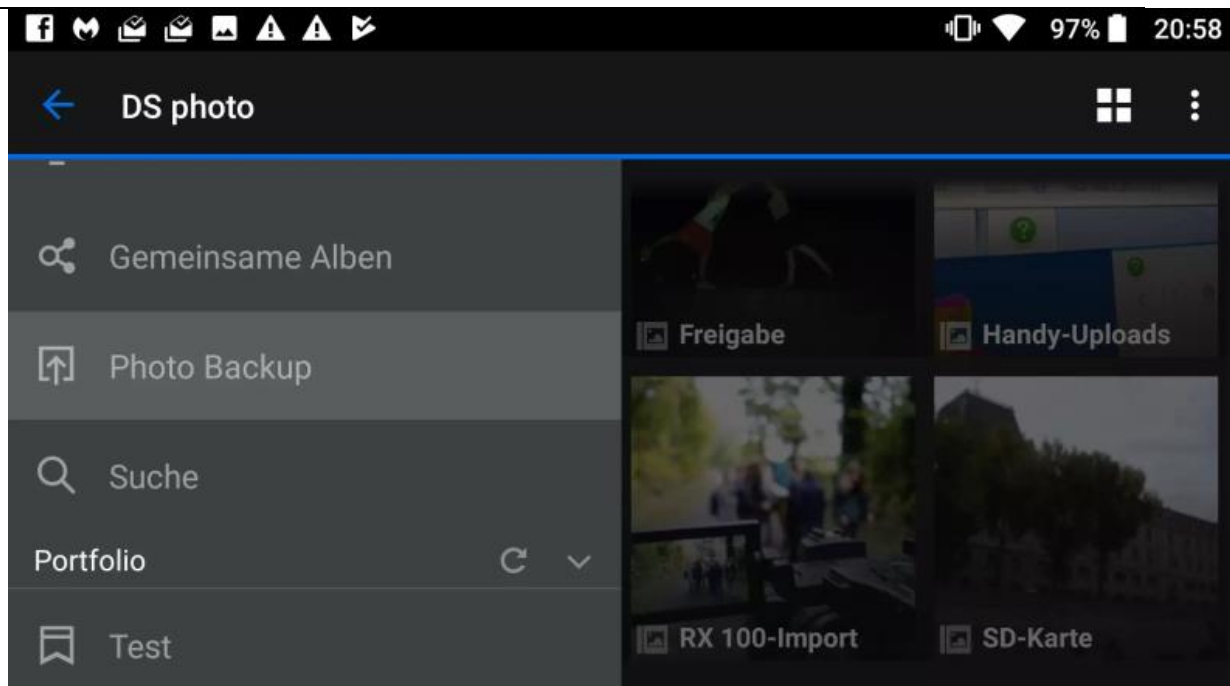 97% 20:58
DS photo
Gemeinsame Alben
Photo Backup
Suche
Portfolio
Test
Freigabe
Handy-Uploads
RX 100-Import
SD-Karte